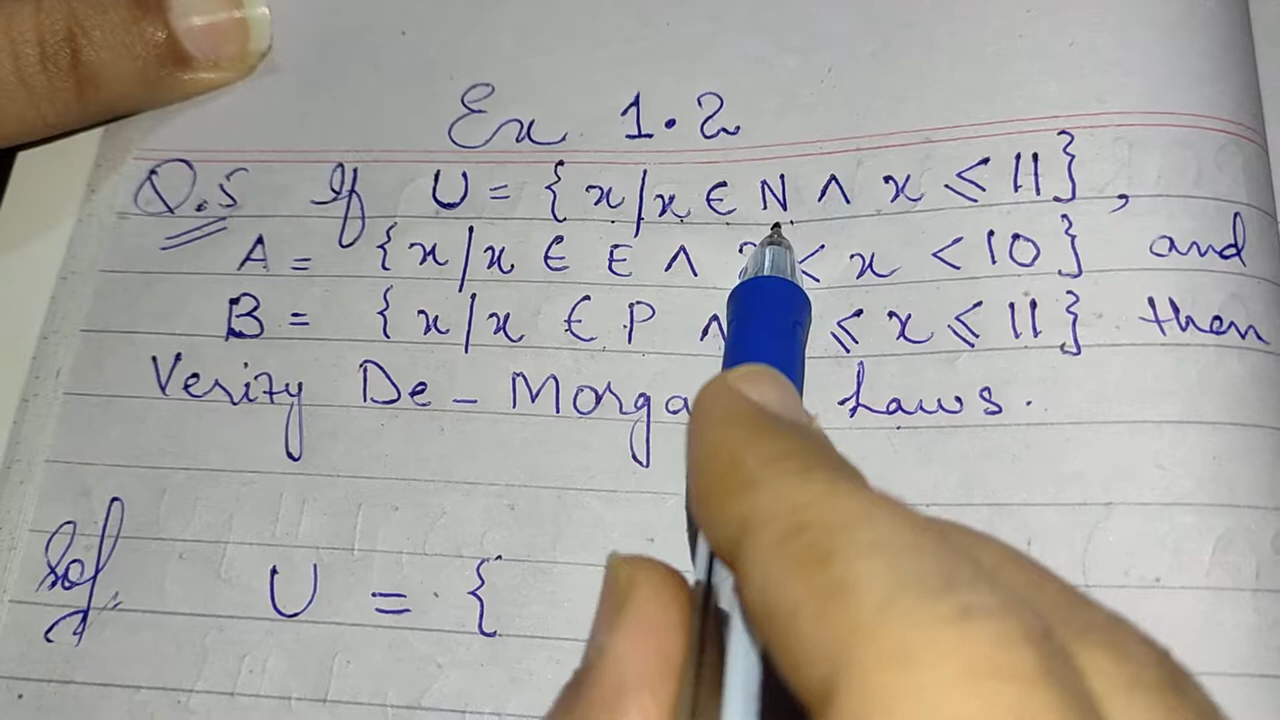 Ex 1.2
Q.5 If U = { x/x ∈ N ∧ x ≤ 11 },
A = { x/x ∈ E ∧ < x < 10 } and
B = { x/x ∈ P ≤ x ≤ 11 } then
Verify De-Morga Laws.
Sol U = {